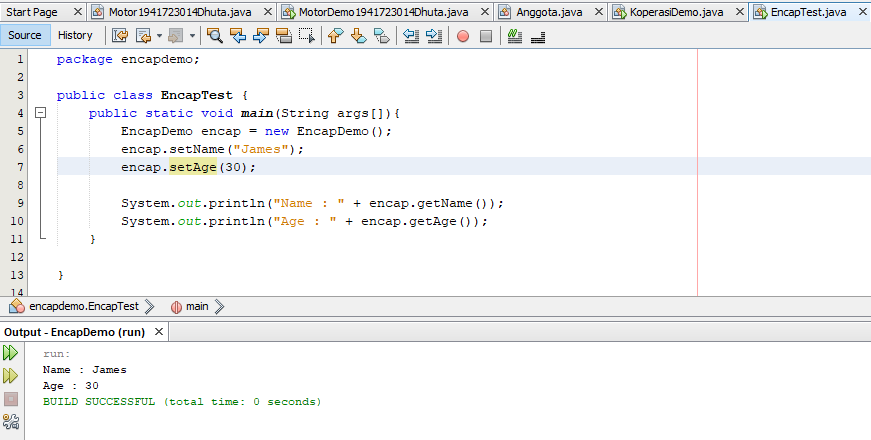 Start Page Motor1941723014Dhuta.java MotorDemo1941723014Dhuta.java Anggota.java KoperasiDemo.java EncapTest.java
Source History
1 package encapdemo;
2
3 public class EncapTest {
4 public static void main(String args[]){
5 EncapDemo encap = new EncapDemo();
6 encap.setName("James");
7 encap.setAge(30);
8
9 System.out.println("Name : " + encap.getName());
10 System.out.println("Age : " + encap.getAge());
11 }
12
13 }
14
encapdemo.EncapTest main
Output - EncapDemo (run)
run:
Name : James
Age : 30
BUILD SUCCESSFUL (total time: 0 seconds)